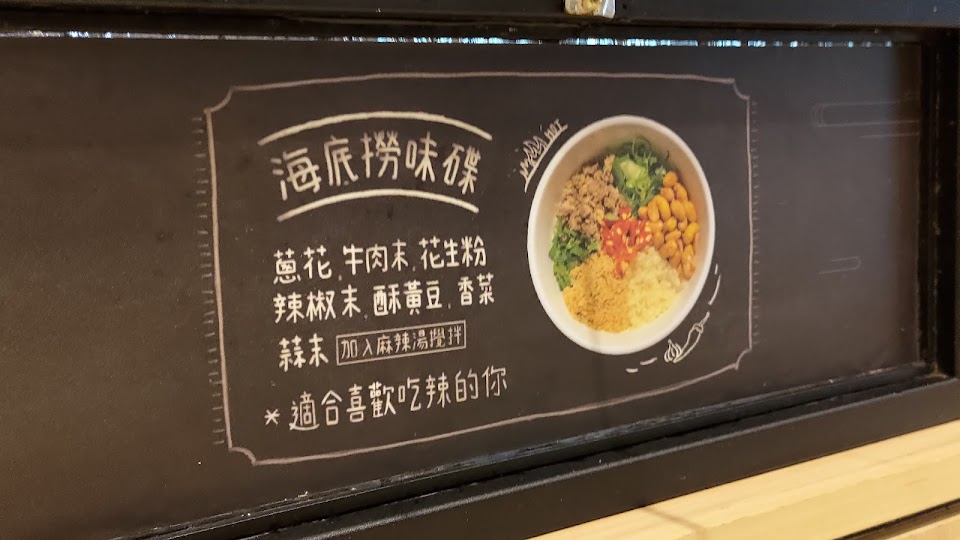 海底撈味碟
蔥花.牛肉末.花生粉
辣椒末.酥黃豆.香菜
蒜末 加入麻辣湯攪拌
*適合喜歡吃辣的你